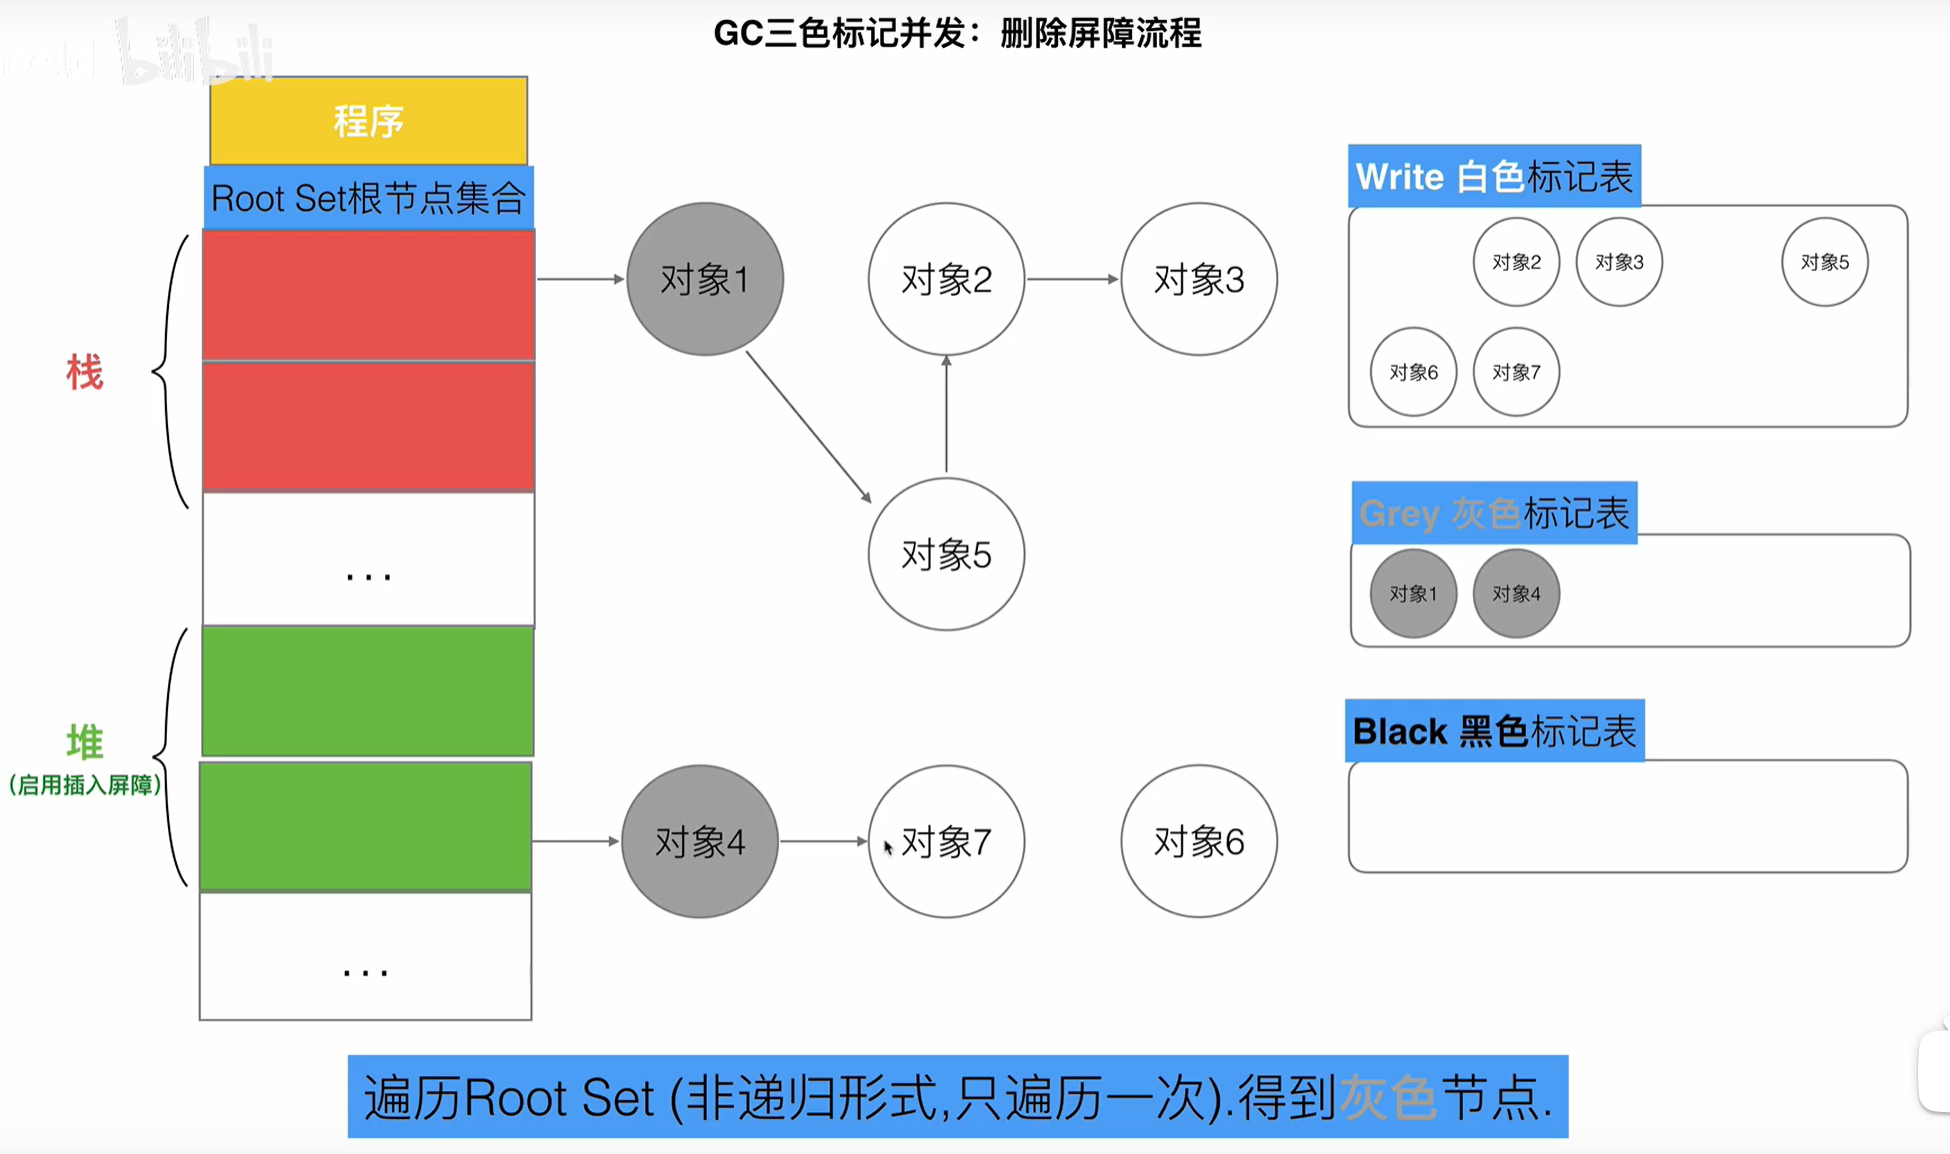 GC三色标记并发：删除屏障流程
bilibili
程序
Root Set根节点集合
栈
...
堆
(启用插入屏障)
...
对象1
对象2
对象3
对象5
对象4
对象7
对象6
Write 白色标记表
对象2
对象3
对象5
对象6
对象7
Grey 灰色标记表
对象1
对象4
Black 黑色标记表
遍历Root Set (非递归形式,只遍历一次).得到灰色节点.